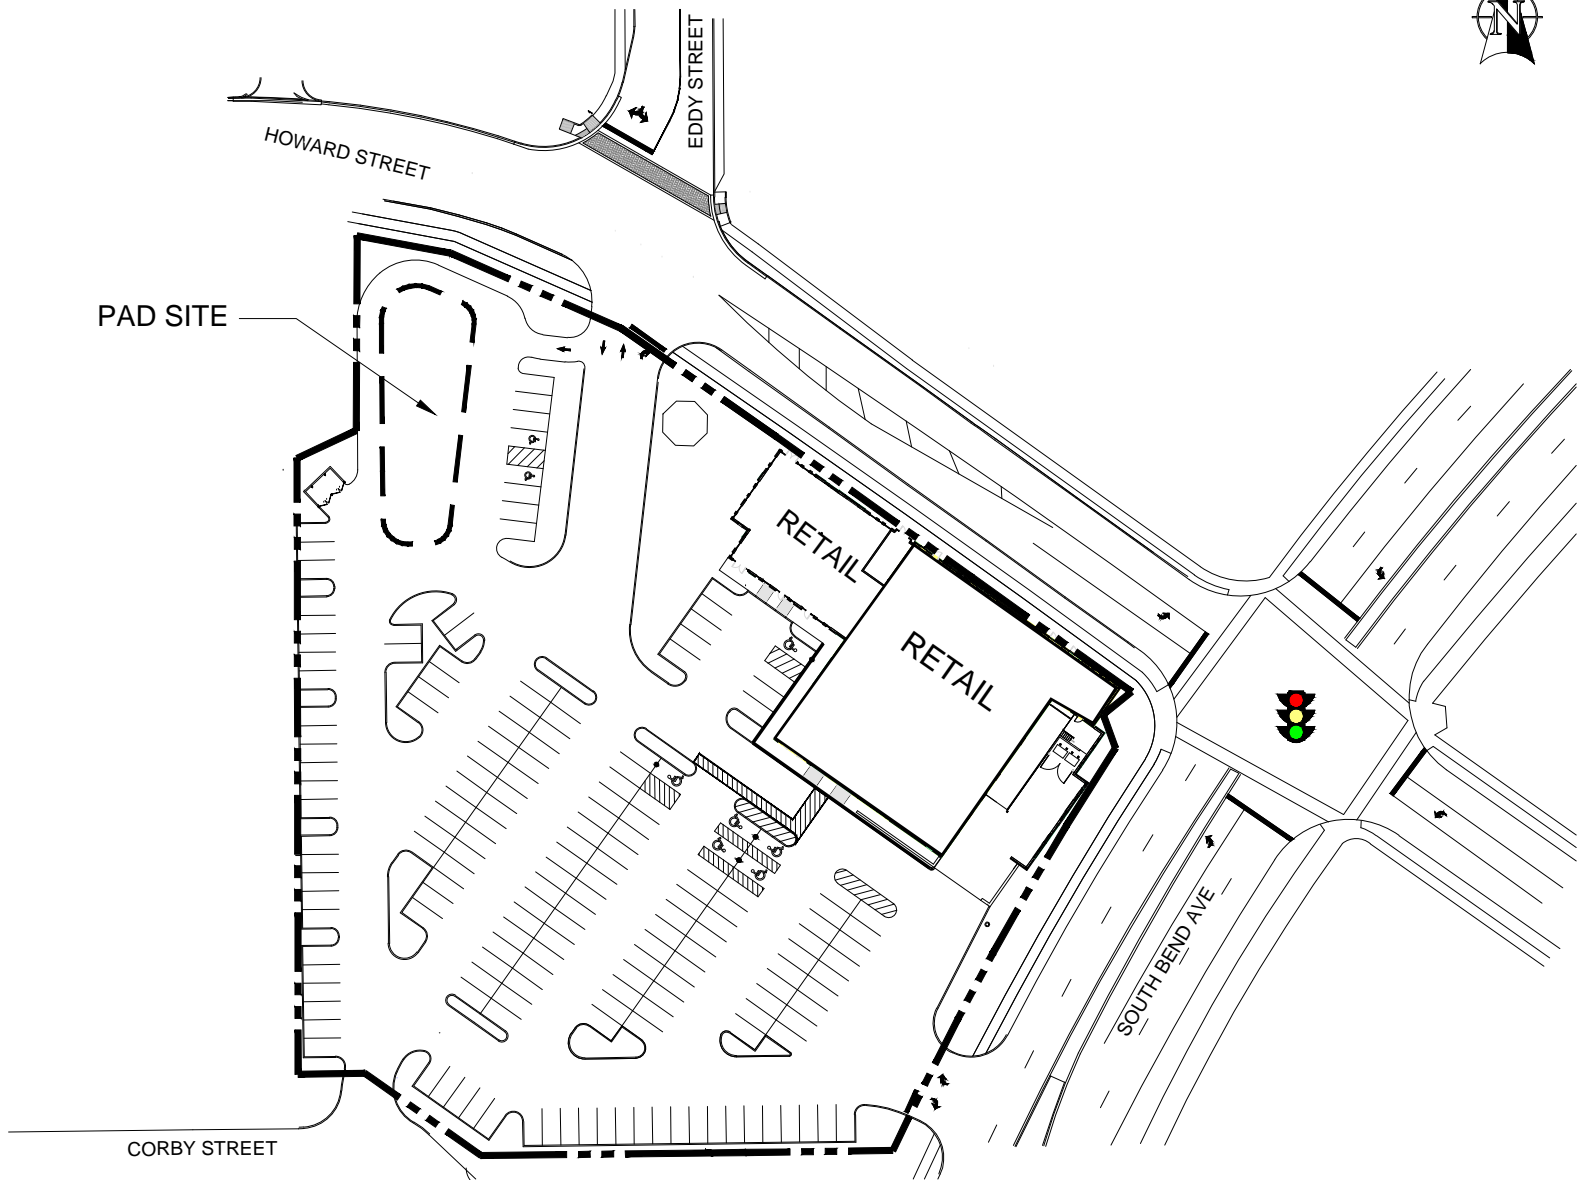 N
EDDY STREET
HOWARD STREET
PAD SITE
RETAIL
RETAIL
SOUTH BEND AVE
CORBY STREET